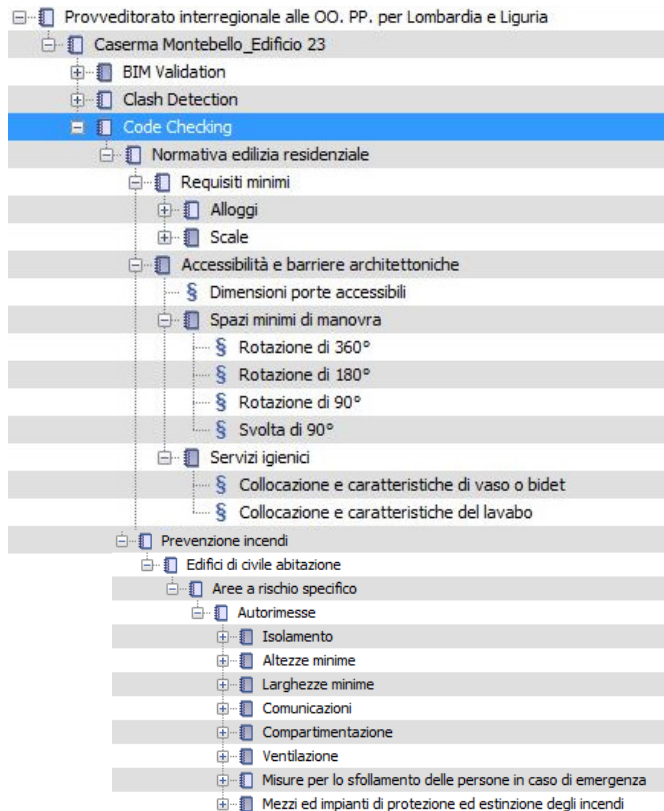 Provveditorato interregionale alle OO. PP. per Lombardia e Liguria
Caserma Montebello_Edificio 23
BIM Validation
Clash Detection
Code Checking
Normativa edilizia residenziale
Requisiti minimi
Alloggi
Scale
Accessibilità e barriere architettoniche
§ Dimensioni porte accessibili
Spazi minimi di manovra
§ Rotazione di 360°
§ Rotazione di 180°
§ Rotazione di 90°
§ Svolta di 90°
Servizi igienici
§ Collocazione e caratteristiche di vaso o bidet
§ Collocazione e caratteristiche del lavabo
Prevenzione incendi
Edifici di civile abitazione
Aree a rischio specifico
Autorimesse
Isolamento
Altezze minime
Larghezze minime
Comunicazioni
Compartimentazione
Ventilazione
Misure per lo sfollamento delle persone in caso di emergenza
Mezzi ed impianti di protezione ed estinzione degli incendi